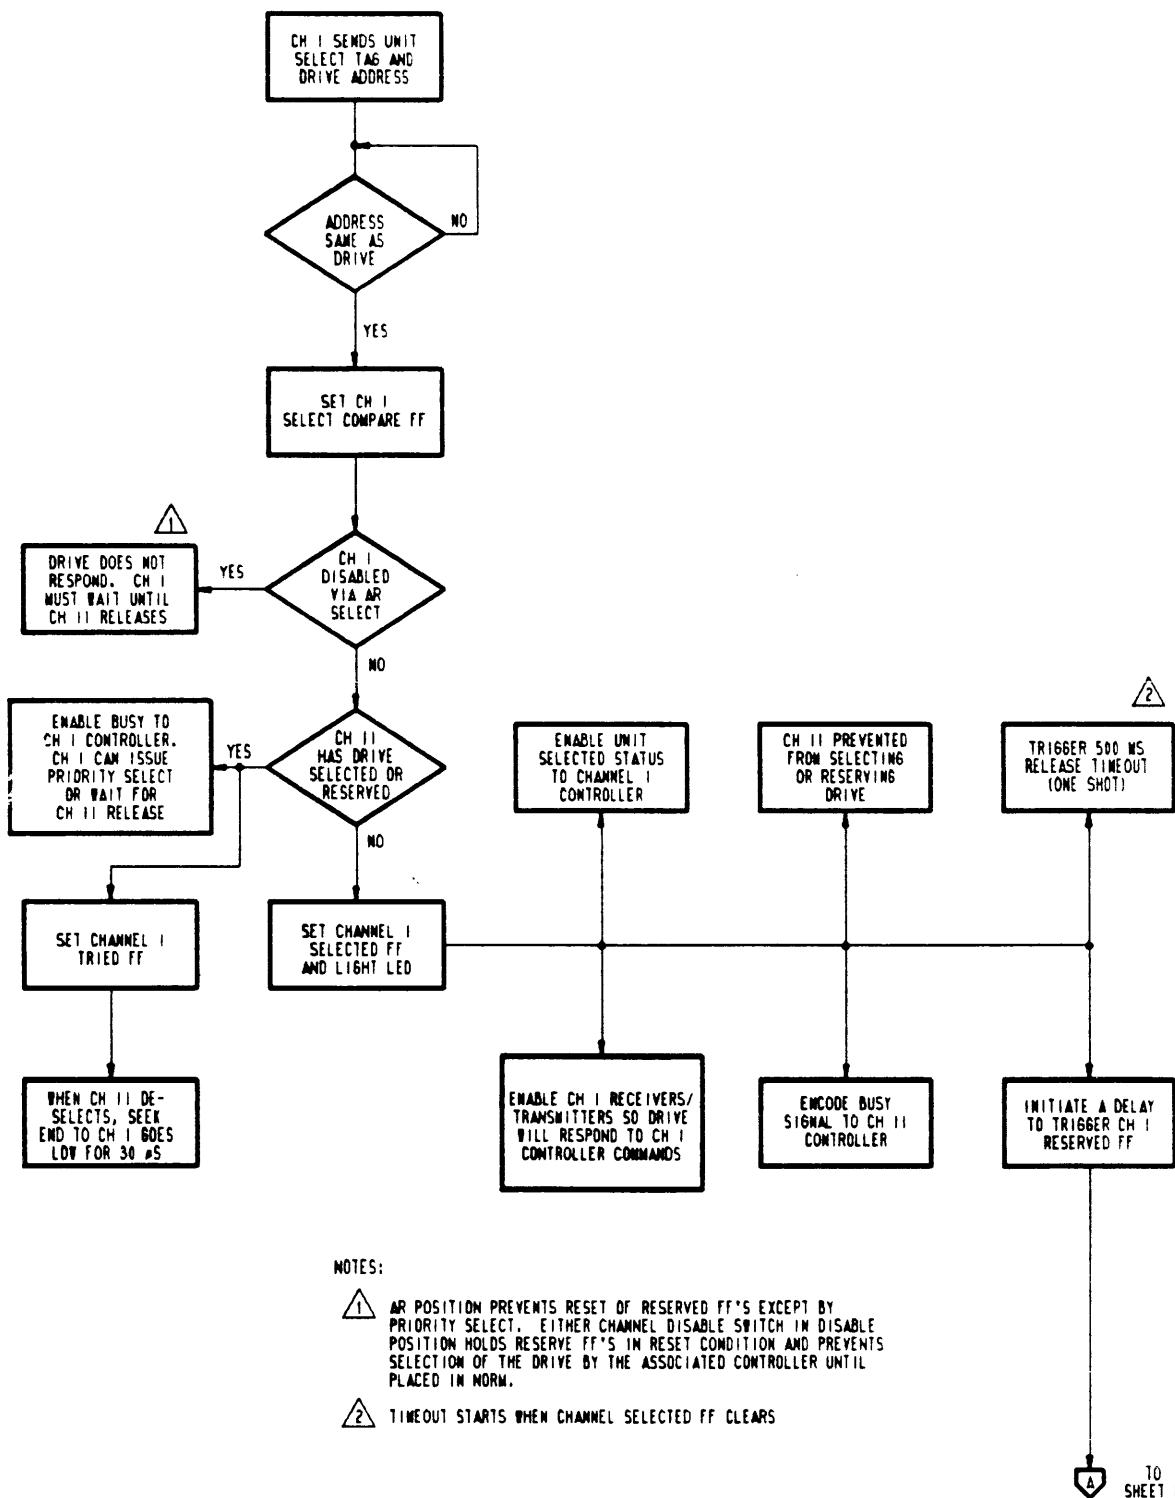 CH I SENDS UNIT
SELECT TAG AND
DRIVE ADDRESS
ADDRESS
SAME AS
DRIVE
NO
YES
SET CH I
SELECT COMPARE FF
1
DRIVE DOES NOT
RESPOND. CH I
MUST WAIT UNTIL
CH II RELEASES
YES
CH I
DISABLED
VIA AR
SELECT
NO
ENABLE BUSY TO
CH I CONTROLLER.
CH I CAN ISSUE
PRIORITY SELECT
OR WAIT FOR
CH II RELEASE
YES
CH II
HAS DRIVE
SELECTED OR
RESERVED
NO
ENABLE UNIT
SELECTED STATUS
TO CHANNEL I
CONTROLLER
CH II PREVENTED
FROM SELECTING
OR RESERVING
DRIVE
2
TRIGGER 500 MS
RELEASE TIMEOUT
(ONE SHOT)
SET CHANNEL I
TRIED FF
SET CHANNEL I
SELECTED FF
AND LIGHT LED
WHEN CH II DE-
SELECTS, SEEK
END TO CH I GOES
LOW FOR 30 µS
ENABLE CH I RECEIVERS/
TRANSMITTERS SO DRIVE
WILL RESPOND TO CH I
CONTROLLER COMMANDS
ENCODE BUSY
SIGNAL TO CH II
CONTROLLER
INITIATE A DELAY
TO TRIGGER CH I
RESERVED FF
NOTES:
1 AR POSITION PREVENTS RESET OF RESERVED FF'S EXCEPT BY
PRIORITY SELECT. EITHER CHANNEL DISABLE SWITCH IN DISABLE
POSITION HOLDS RESERVE FF'S IN RESET CONDITION AND PREVENTS
SELECTION OF THE DRIVE BY THE ASSOCIATED CONTROLLER UNTIL
PLACED IN NORM.
2 TIMEOUT STARTS WHEN CHANNEL SELECTED FF CLEARS
A
TO
SHEET